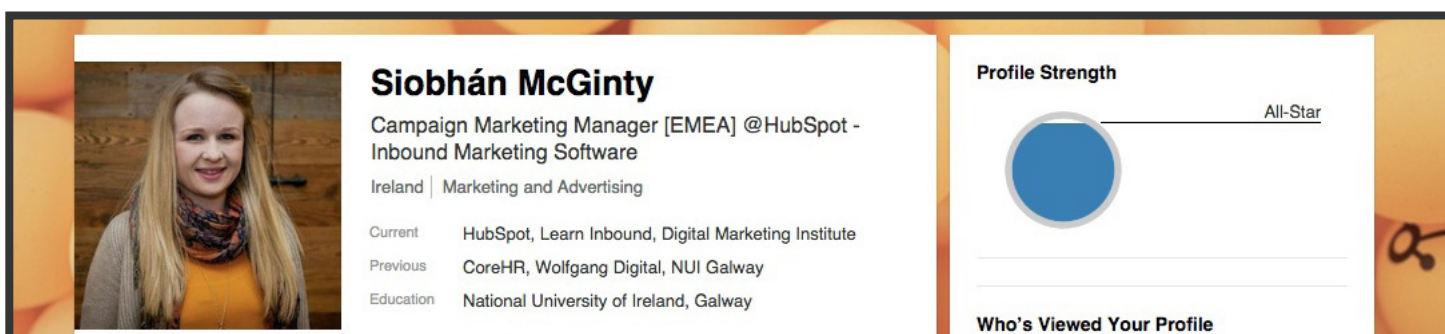 Siobhán McGinty
Campaign Marketing Manager [EMEA] @HubSpot -
Inbound Marketing Software
Ireland | Marketing and Advertising
Current HubSpot, Learn Inbound, Digital Marketing Institute
Previous CoreHR, Wolfgang Digital, NUI Galway
Education National University of Ireland, Galway
Profile Strength
All-Star
Who's Viewed Your Profile